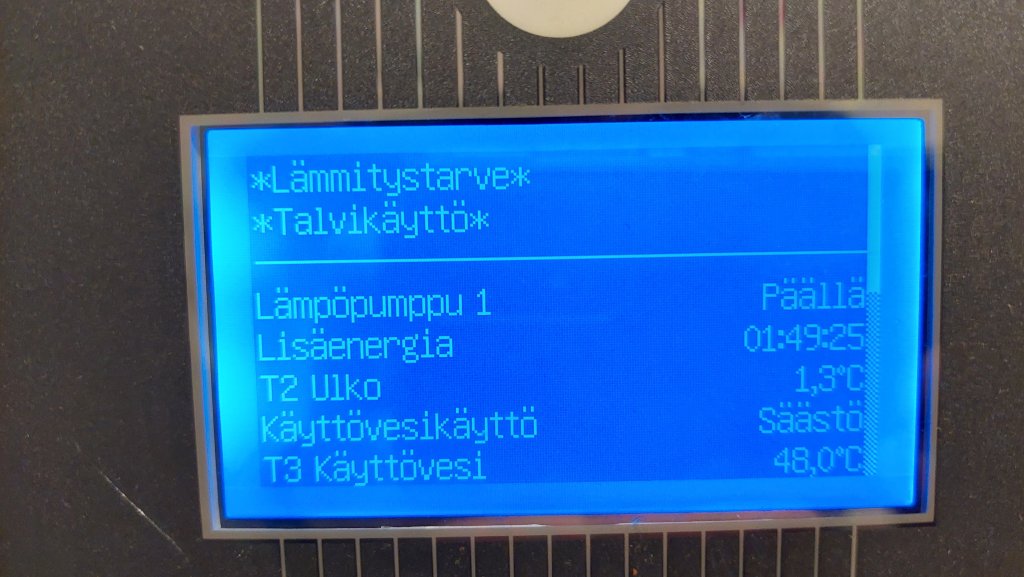 *Lämmitystarve*
*Talvikäyttö*
Lämpöpumppu 1 Päällä
Lisäenergia 01:49:25
T2 Ulko 1,3°C
Käyttövesikäyttö Säästö
T3 Käyttövesi 48,0°C